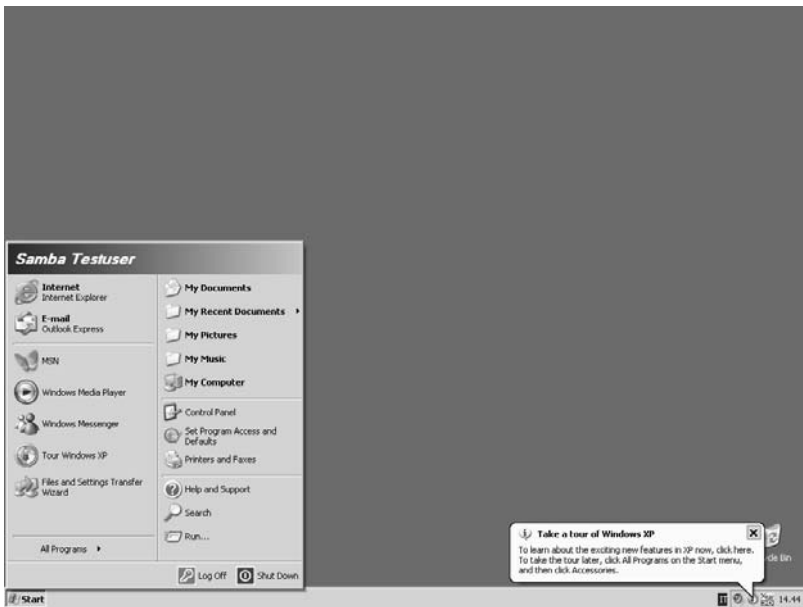 Samba Testuser
Internet
Internet Explorer
E-mail
Outlook Express
MSN
Windows Media Player
Windows Messenger
Tour Windows XP
Files and Settings Transfer
Wizard
All Programs
My Documents
My Recent Documents
My Pictures
My Music
My Computer
Control Panel
Set Program Access and
Defaults
Printers and Faxes
Help and Support
Search
Run...
Log Off
Shut Down
Take a tour of Windows XP
To learn about the exciting new features in XP now, click here.
To take the tour later, click All Programs on the Start menu,
and then click Accessories.
Bin
Start
14.44